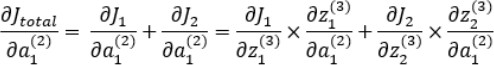 ∂J_total/∂a_1^(2) = ∂J_1/∂a_1^(2) + ∂J_2/∂a_1^(2) = ∂J_1/∂z_1^(3) × ∂z_1^(3)/∂a_1^(2) + ∂J_2/∂z_2^(3) × ∂z_2^(3)/∂a_1^(2)